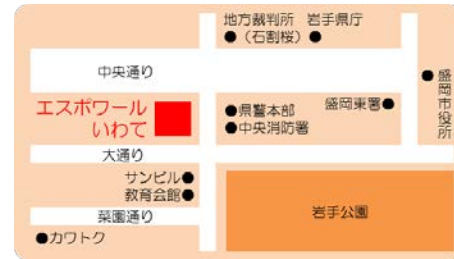 地方裁判所 岩手県庁
●（石割桜）●
中央通り
●盛岡市役所
エスポワール
いわて
●県警本部 盛岡東署●
●中央消防署
大通り
サンビル●
教育会館●
菜園通り
岩手公園
●カワトク